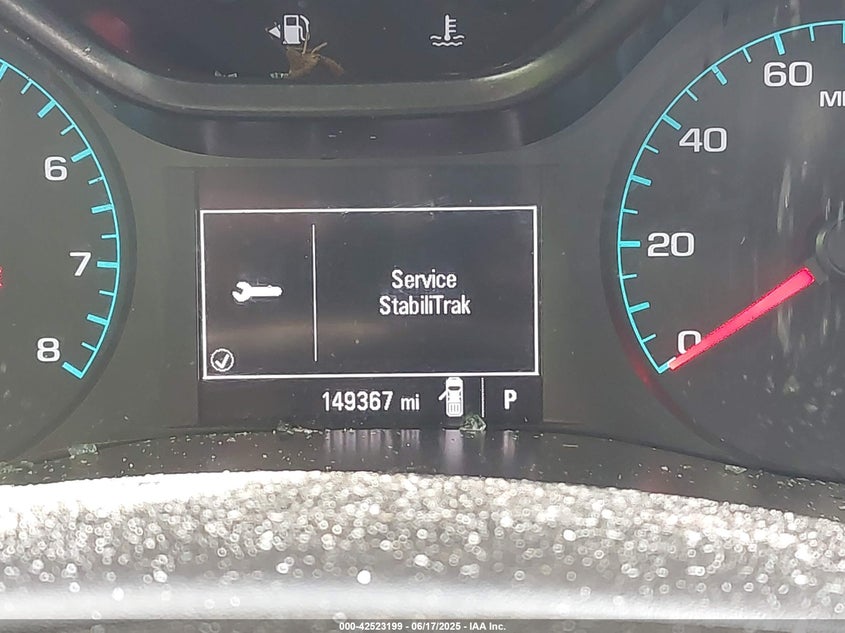 60
M
40
6
20
7
Service
StabiliTrak
0
8
149367 mi
P
000-42523199 - 06/17/2025 - IAA Inc.